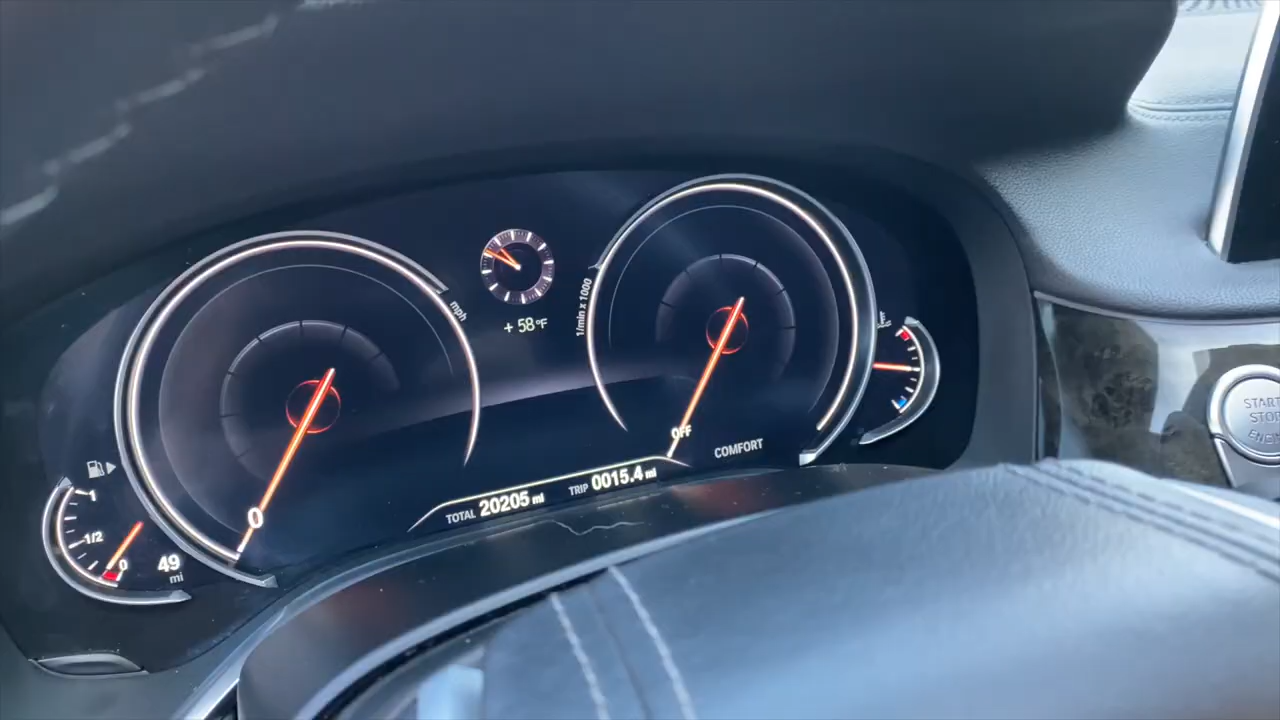 mph
1/min x 1000
+ 58°F
OFF
COMFORT
0
TOTAL 20205 mi TRIP 0015.4 mi
1
1/2
0
49
mi
START
STOP
ENGI